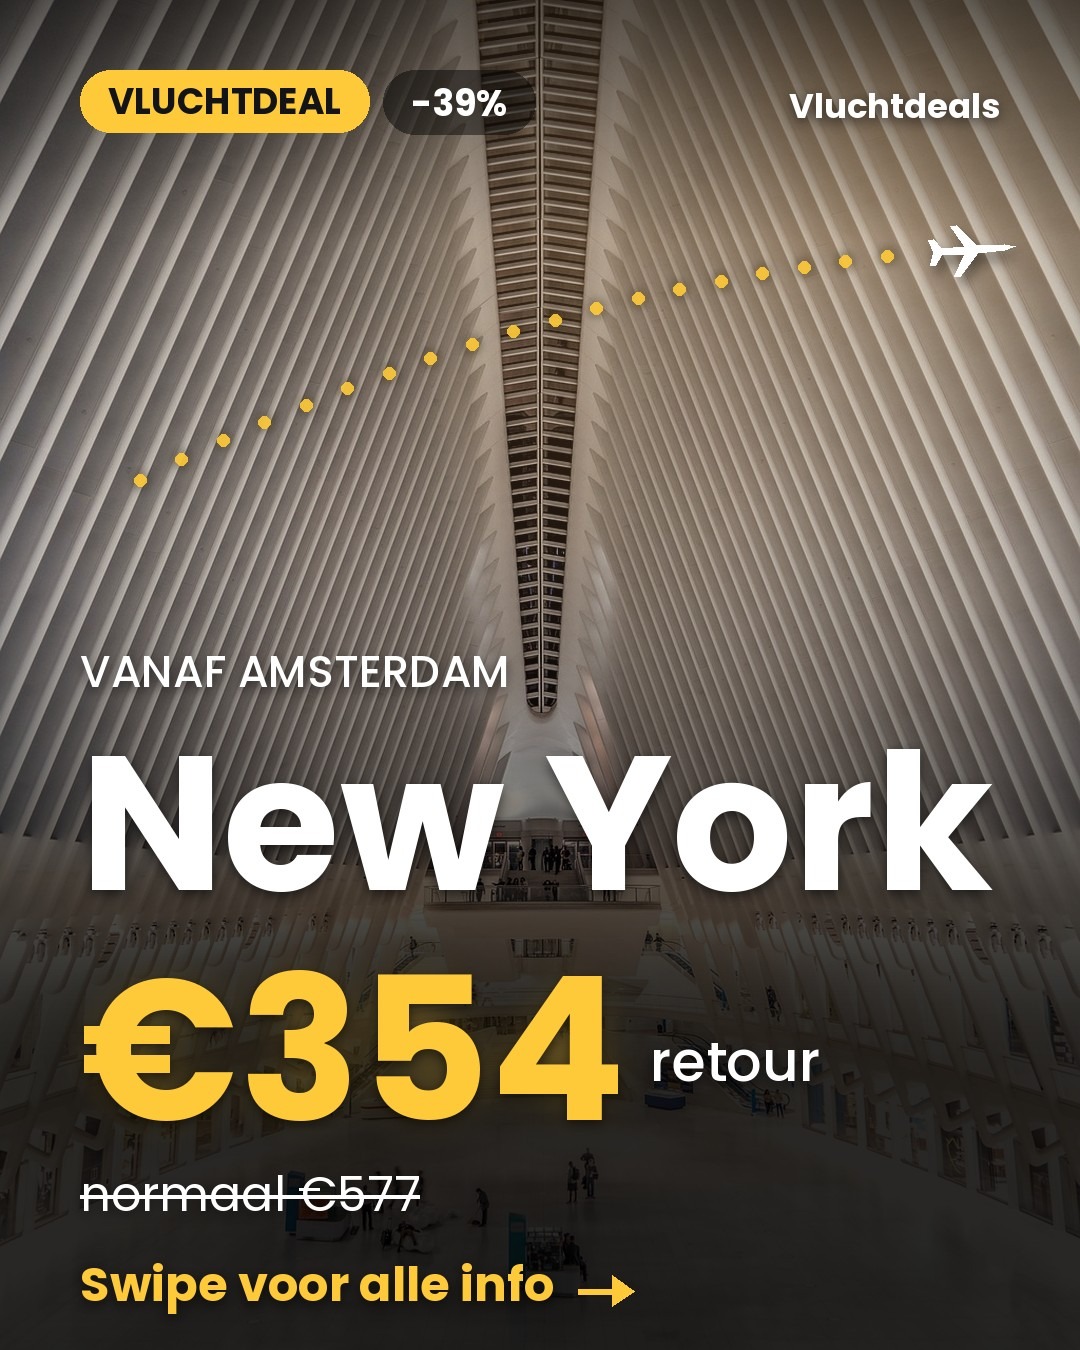 VLUCHTDEAL
-39%
Vluchtdeals
VANAF AMSTERDAM
New York
€354 retour
normaal €577
Swipe voor alle info →